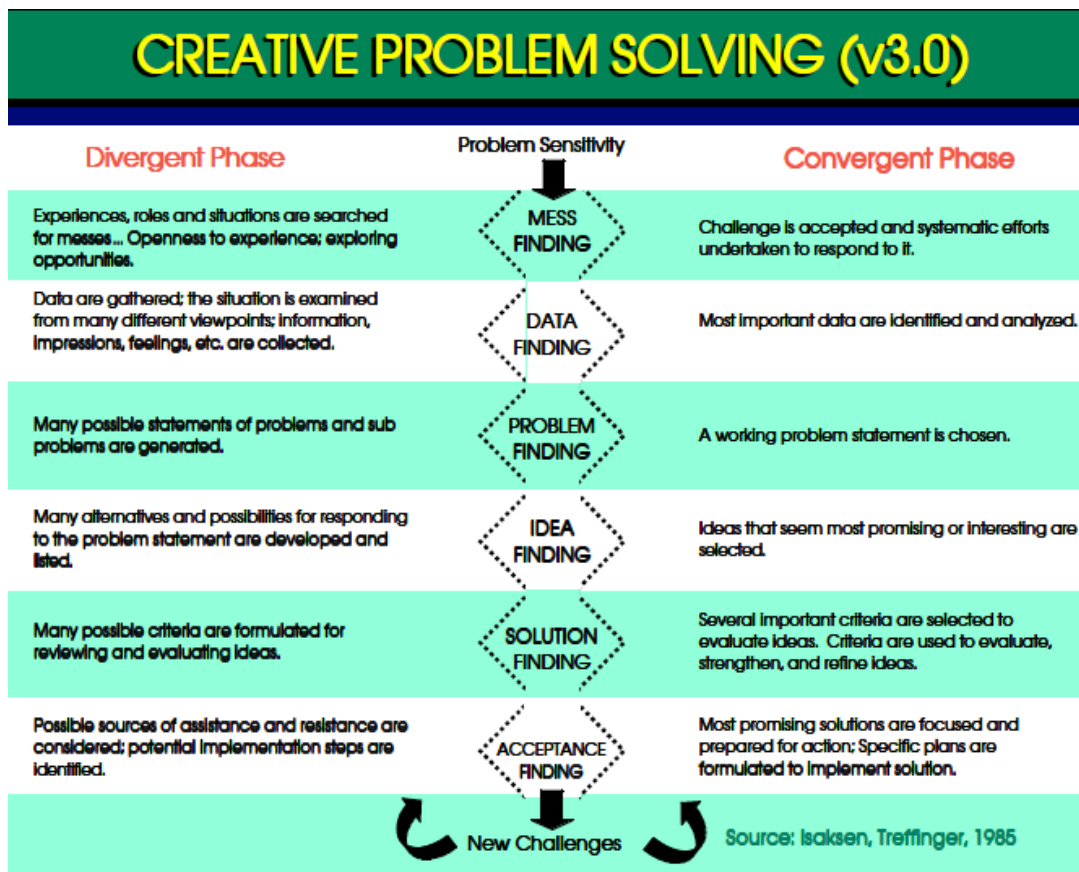 CREATIVE PROBLEM SOLVING (v3.0)
Divergent Phase
Problem Sensitivity
Convergent Phase
Experiences, roles and situations are searched
for messes... Openness to experience; exploring
opportunities.
MESS
FINDING
Challenge is accepted and systematic efforts
undertaken to respond to it.
Data are gathered; the situation is examined
from many different viewpoints; information,
impressions, feelings, etc. are collected.
DATA
FINDING
Most important data are identified and analyzed.
Many possible statements of problems and sub
problems are generated.
PROBLEM
FINDING
A working problem statement is chosen.
Many alternatives and possibilities for responding
to the problem statement are developed and
listed.
IDEA
FINDING
Ideas that seem most promising or interesting are
selected.
Many possible criteria are formulated for
reviewing and evaluating ideas.
SOLUTION
FINDING
Several important criteria are selected to
evaluate ideas. Criteria are used to evaluate,
strengthen, and refine ideas.
Possible sources of assistance and resistance are
considered; potential implementation steps are
identified.
ACCEPTANCE
FINDING
Most promising solutions are focused and
prepared for action; Specific plans are
formulated to implement solution.
New Challenges
Source: Isaksen, Treffinger, 1985